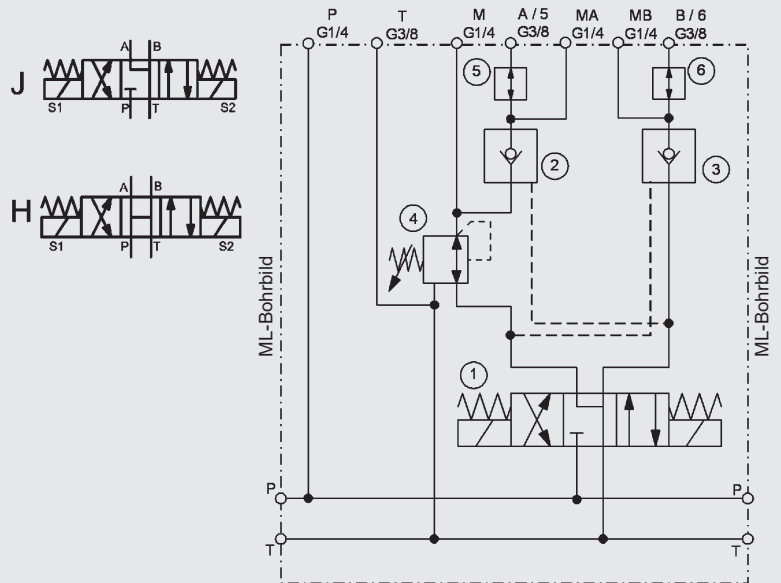 P T M A / 5 MA MB B / 6
G1/4 G3/8 G1/4 G3/8 G1/4 G1/4 G3/8
J
A B
S1 P T S2
H
A B
S1 P T S2
5
6
2
3
4
1
ML-Bohrbild
ML-Bohrbild
P P
T T